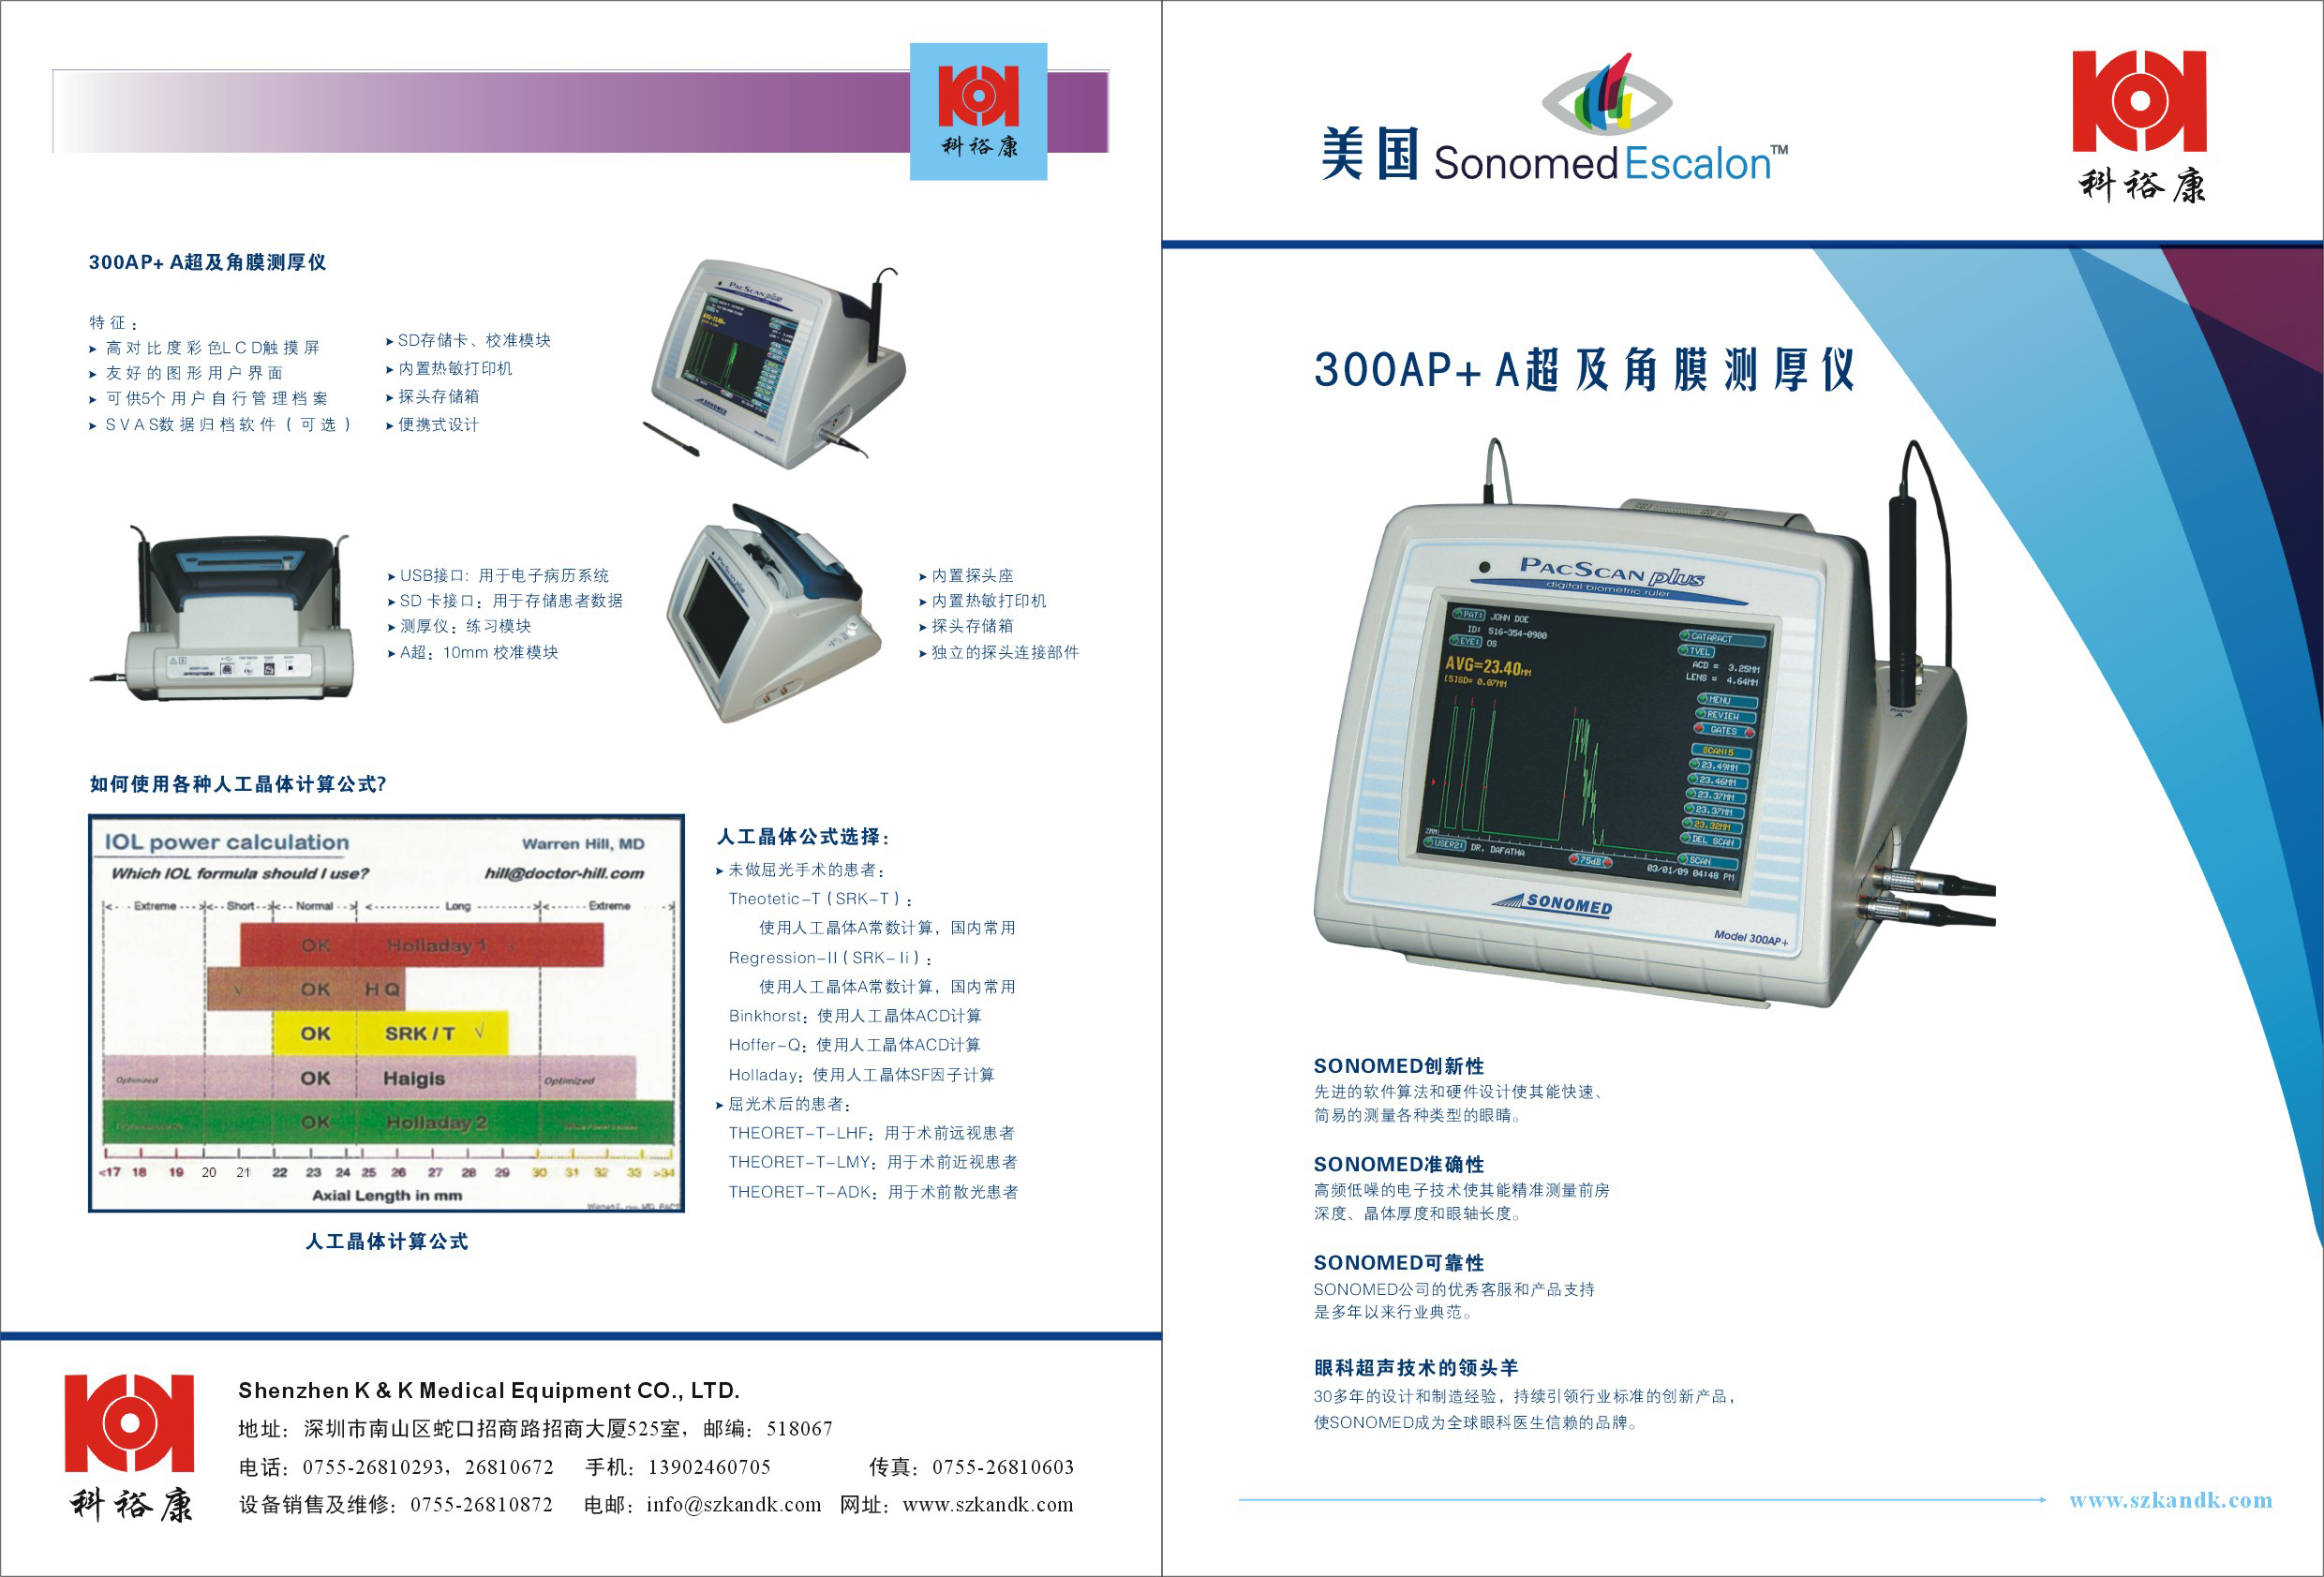 科裕康
300AP+ A超及角膜测厚仪
特征：
高对比度彩色LCD触摸屏
友好的图形用户界面
可供5个用户自行管理档案
SVAS数据归档软件（可选）
SD存储卡、校准模块
内置热敏打印机
探头存储箱
便携式设计
PACSCAN plus
SONOMED
USB接口：用于电子病历系统
SD 卡接口：用于存储患者数据
测厚仪：练习模块
A超：10mm 校准模块
内置探头座
内置热敏打印机
探头存储箱
独立的探头连接部件
如何使用各种人工晶体计算公式?
IOL power calculation
Warren Hill, MD
Which IOL formula should I use?
hill@doctor-hill.com
Extreme Short Normal Long Extreme
OK Holladay 1
√ OK H Q
OK SRK / T √
Optimized OK Haigis Optimized
OK Holladay 2
<17 18 19 20 21 22 23 24 25 26 27 28 29 30 31 32 33 >34
Axial Length in mm
人工晶体计算公式
人工晶体公式选择：
未做屈光手术的患者：
Theotetic-T（SRK-T）：
使用人工晶体A常数计算，国内常用
Regression-II（SRK-Ii）：
使用人工晶体A常数计算，国内常用
Binkhorst：使用人工晶体ACD计算
Hoffer-Q：使用人工晶体ACD计算
Holladay：使用人工晶体SF因子计算
屈光术后的患者：
THEORET-T-LHF：用于术前远视患者
THEORET-T-LMY：用于术前近视患者
THEORET-T-ADK：用于术前散光患者
科裕康
Shenzhen K & K Medical Equipment CO., LTD.
地址：深圳市南山区蛇口招商路招商大厦525室，邮编：518067
电话：0755-26810293，26810672 手机：13902460705 传真：0755-26810603
设备销售及维修：0755-26810872 电邮：info@szkandk.com 网址：www.szkandk.com
美国 Sonomed Escalon™
科裕康
300AP+ A超及角膜测厚仪
PACSCAN plus
digital biometric ruler
PAT: JOHN DOE
ID: 516-354-0900
EYE: OS
AVG=23.40MM
[5]SD= 0.07MM
CATARACT
TVEL
ACD = 3.25MM
LENS = 4.64MM
MENU
REVIEW
GATES
SCAN:5
23.49MM
23.46MM
23.37MM
23.37MM
23.32MM
DEL SCAN
SCAN
2MM:
USER2: DR. DAFATHA
75dB
03/01/09 04:48 PM
SONOMED
Model 300AP+
SONOMED创新性
先进的软件算法和硬件设计使其能快速、
简易的测量各种类型的眼睛。
SONOMED准确性
高频低噪的电子技术使其能精准测量前房
深度、晶体厚度和眼轴长度。
SONOMED可靠性
SONOMED公司的优秀客服和产品支持
是多年以来行业典范。
眼科超声技术的领头羊
30多年的设计和制造经验，持续引领行业标准的创新产品，
使SONOMED成为全球眼科医生信赖的品牌。
www.szkandk.com